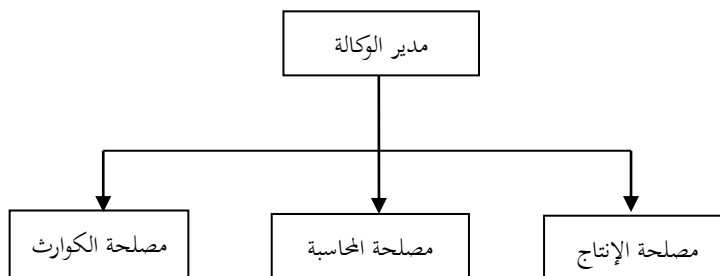 مدير الوكالة
مصلحة الإنتاج
مصلحة المحاسبة
مصلحة الكوارث